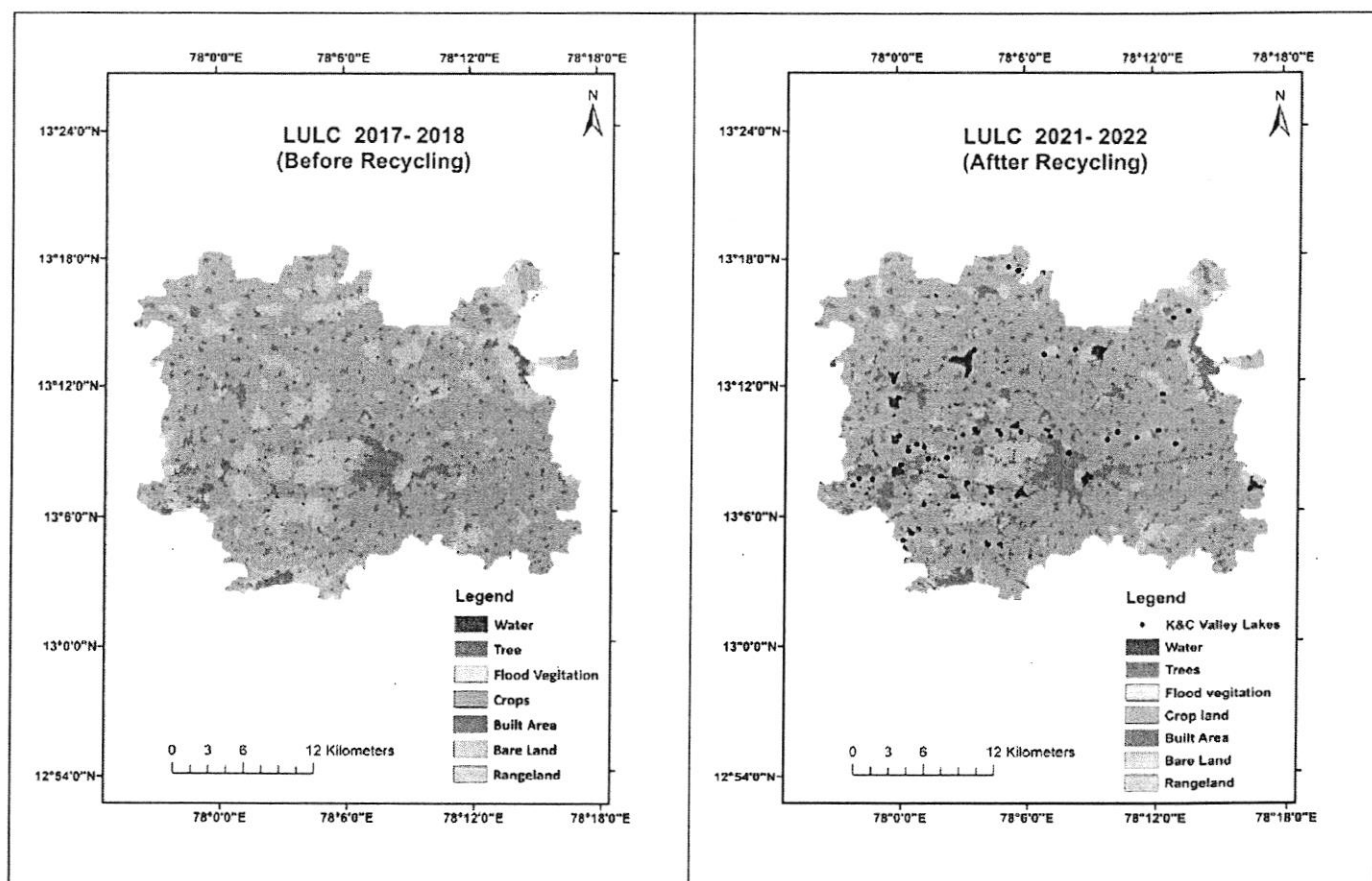 78°0'0"E 78°6'0"E 78°12'0"E 78°18'0"E
N
13°24'0"N
LULC 2017- 2018
(Before Recycling)
13°18'0"N
13°12'0"N
13°6'0"N
13°0'0"N
12°54'0"N
Legend
Water
Tree
Flood Vegitation
Crops
Built Area
Bare Land
Rangeland
0 3 6 12 Kilometers
78°0'0"E 78°6'0"E 78°12'0"E 78°18'0"E
78°0'0"E 78°6'0"E 78°12'0"E 78°18'0"E
N
13°24'0"N
LULC 2021- 2022
(Aftter Recycling)
13°18'0"N
13°12'0"N
13°6'0"N
13°0'0"N
12°54'0"N
Legend
K&C Valley Lakes
Water
Trees
Flood vegitation
Crop land
Built Area
Bare Land
Rangeland
0 3 6 12 Kilometers
78°0'0"E 78°6'0"E 78°12'0"E 78°18'0"E